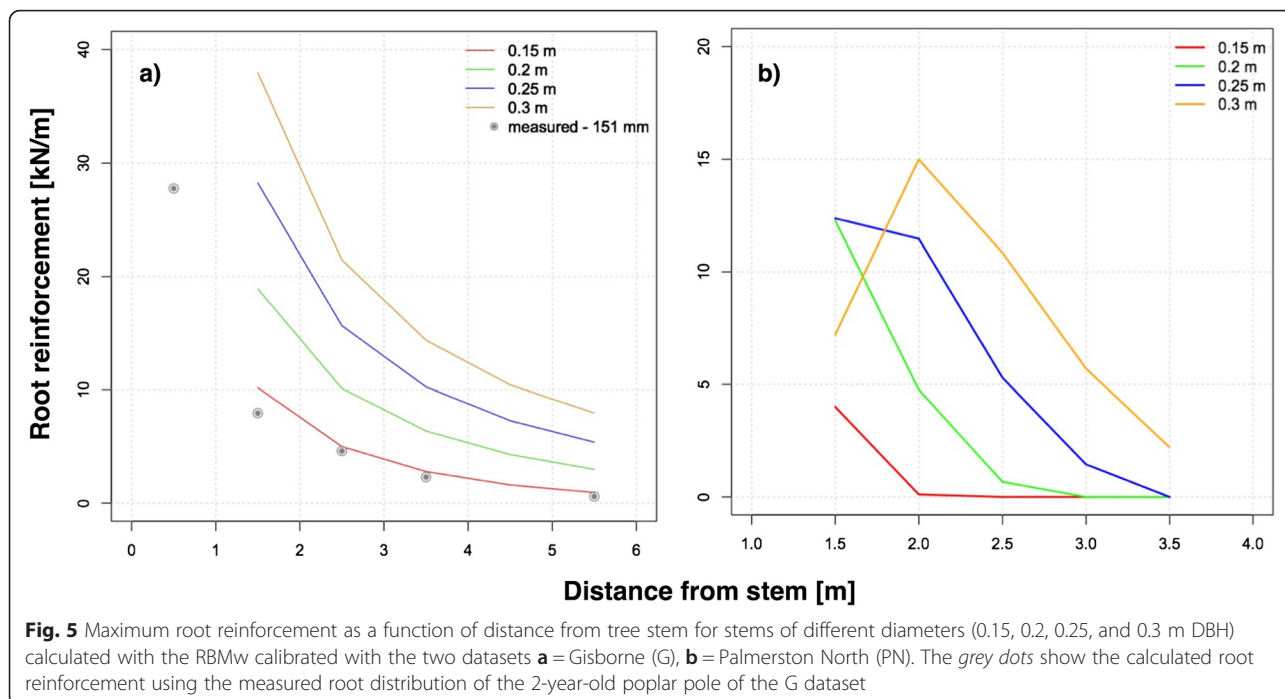 a)
0.15 m
0.2 m
0.25 m
0.3 m
measured - 151 mm
40
30
20
10
0
0 1 2 3 4 5 6
Root reinforcement [kN/m]
b)
0.15 m
0.2 m
0.25 m
0.3 m
20
15
10
5
0
1.0 1.5 2.0 2.5 3.0 3.5 4.0
Distance from stem [m]
Fig. 5 Maximum root reinforcement as a function of distance from tree stem for stems of different diameters (0.15, 0.2, 0.25, and 0.3 m DBH)
calculated with the RBMw calibrated with the two datasets a = Gisborne (G), b = Palmerston North (PN). The grey dots show the calculated root
reinforcement using the measured root distribution of the 2-year-old poplar pole of the G dataset